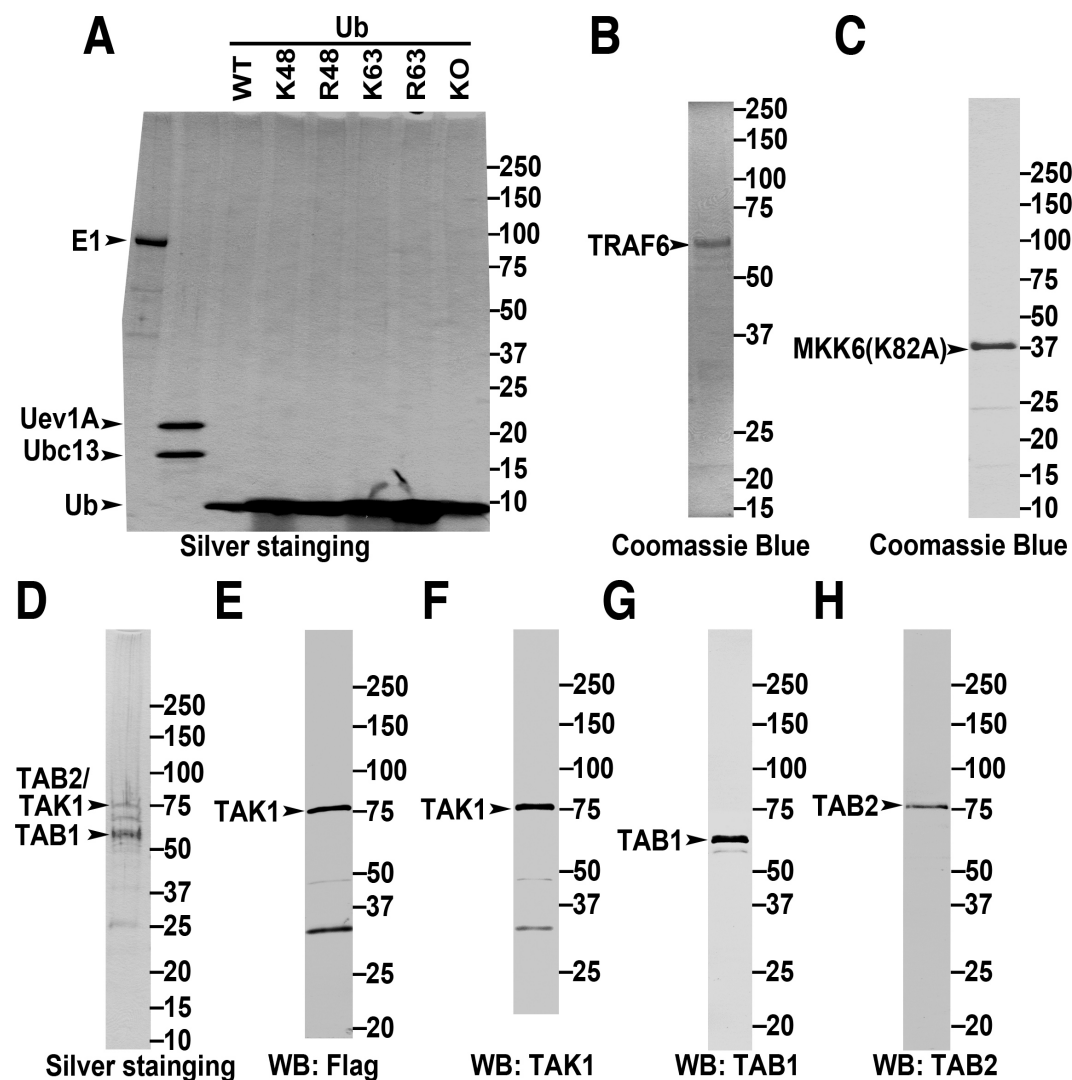 A
Ub
WT K48 R48 K63 R63 KO
E1
Uev1A
Ubc13
Ub
250
150
100
75
50
37
25
20
15
10
Silver stainging
B
TRAF6
250
150
100
75
50
37
25
20
15
Coomassie Blue
C
MKK6(K82A)
250
150
100
75
50
37
25
20
15
10
Coomassie Blue
D
TAB2/
TAK1
TAB1
250
150
100
75
50
37
25
20
15
10
Silver stainging
E
TAK1
250
150
100
75
50
37
25
20
WB: Flag
F
TAK1
250
150
100
75
50
37
25
WB: TAK1
G
TAB1
250
150
100
75
50
37
25
20
WB: TAB1
H
TAB2
250
150
100
75
50
37
25
20
WB: TAB2